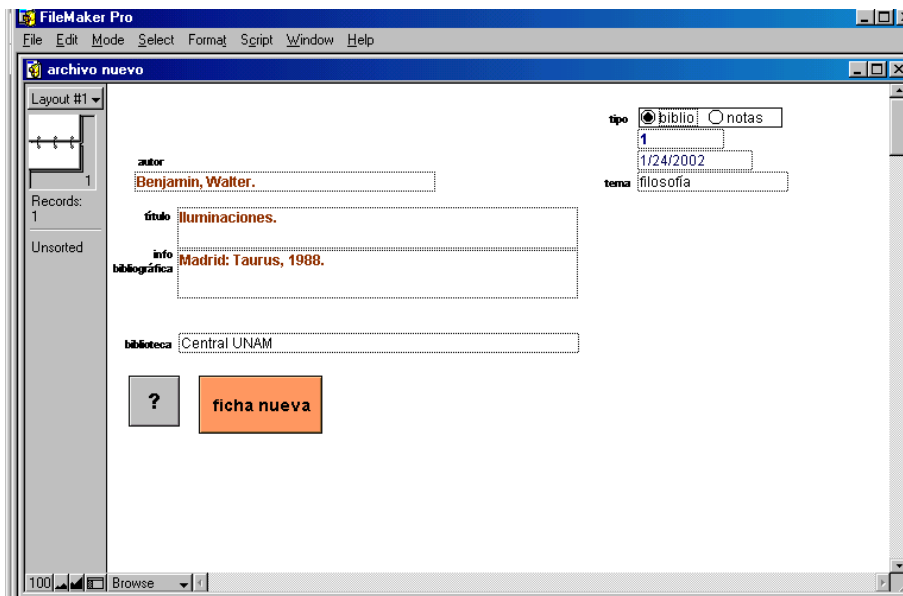 FileMaker Pro
File Edit Mode Select Format Script Window Help
archivo nuevo
Layout #1
1
Records:
1
Unsorted
tipo biblio notas
1
1/24/2002
tema filosofía
autor
Benjamin, Walter.
título Iluminaciones.
info
bibliográfica
Madrid: Taurus, 1988.
biblioteca Central UNAM
?
ficha nueva
100 Browse